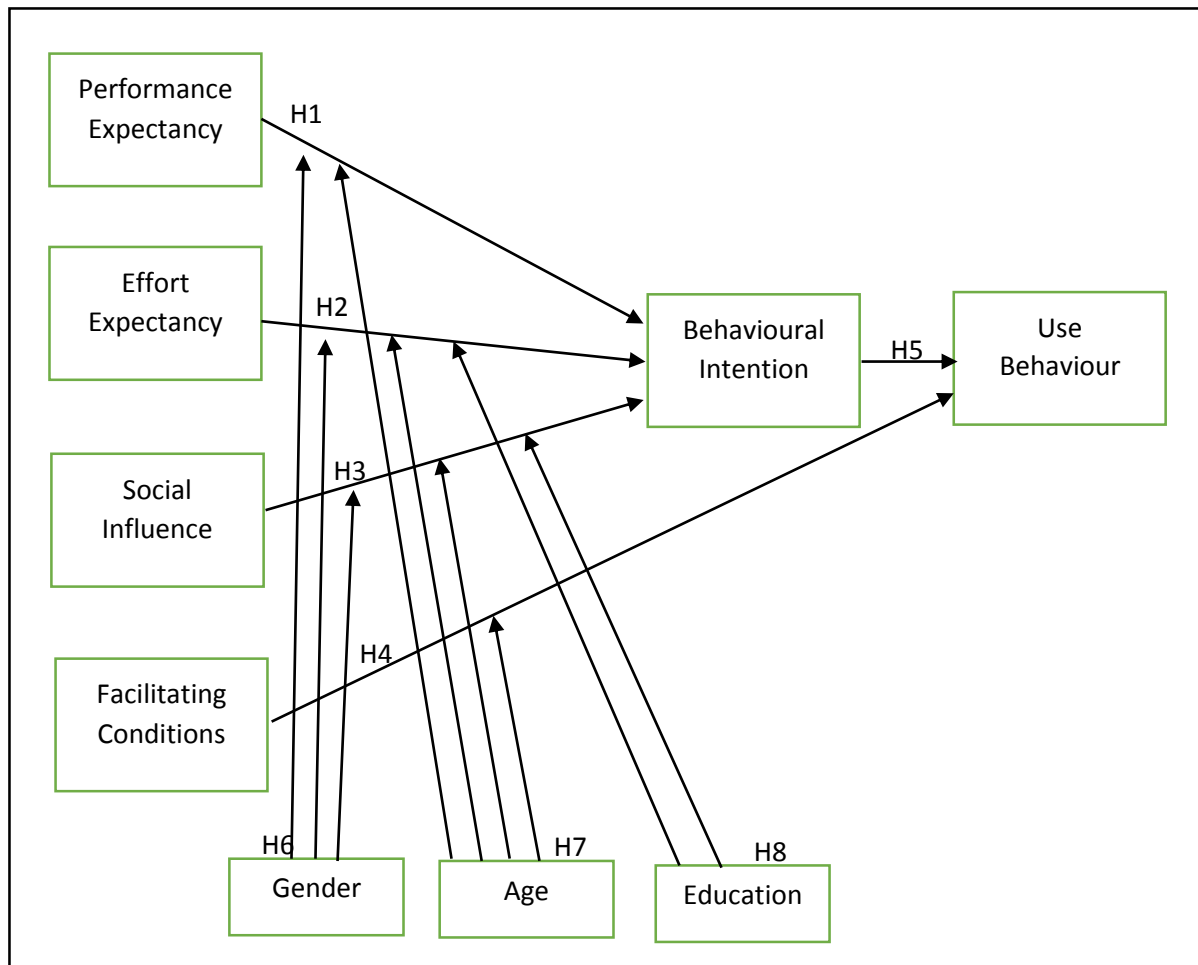 Performance
Expectancy
H1
Effort
Expectancy
H2
Behavioural
Intention
H5
Use
Behaviour
Social
Influence
H3
Facilitating
Conditions
H4
H6
Gender
H7
Age
H8
Education